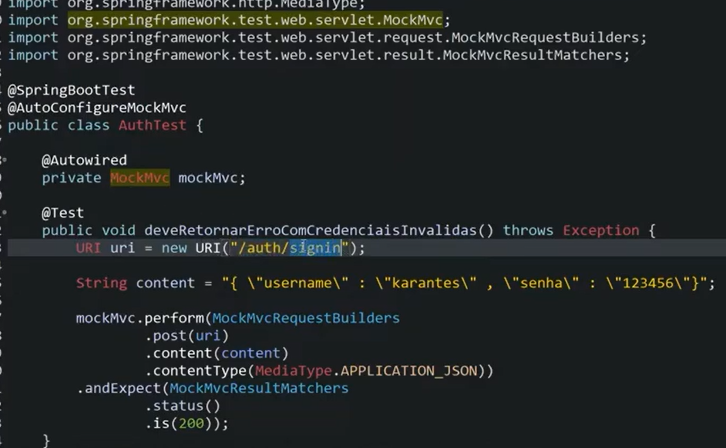 import org.springframework.http.MediaType;
import org.springframework.test.web.servlet.MockMvc;
import org.springframework.test.web.servlet.request.MockMvcRequestBuilders;
import org.springframework.test.web.servlet.result.MockMvcResultMatchers;
@SpringBootTest
@AutoConfigureMockMvc
public class AuthTest {
@Autowired
private MockMvc mockMvc;
@Test
public void deveRetornarErroComCredenciaisInvalidas() throws Exception {
URI uri = new URI("/auth/signin");
String content = "{ \"username\" : \"karantes\" , \"senha\" : \"123456\"}";
mockMvc.perform(MockMvcRequestBuilders
.post(uri)
.content(content)
.contentType(MediaType.APPLICATION_JSON))
.andExpect(MockMvcResultMatchers
.status()
.is(200));
}